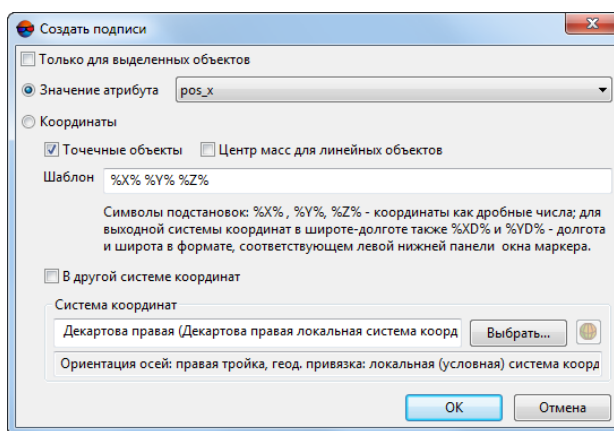 Создать подписи
Только для выделенных объектов
Значение атрибута pos_x
Координаты
Точечные объекты Центр масс для линейных объектов
Шаблон %X% %Y% %Z%
Символы подстановок: %X% , %Y%, %Z% - координаты как дробные числа; для
выходной системы координат в широте-долготе также %XD% и %YD% - долгота
и широта в формате, соответствующем левой нижней панели окна маркера.
В другой системе координат
Система координат
Декартова правая (Декартова правая локальная система коорд Выбрать...
Ориентация осей: правая тройка, геод. привязка: локальная (условная) система коорд
OK Отмена